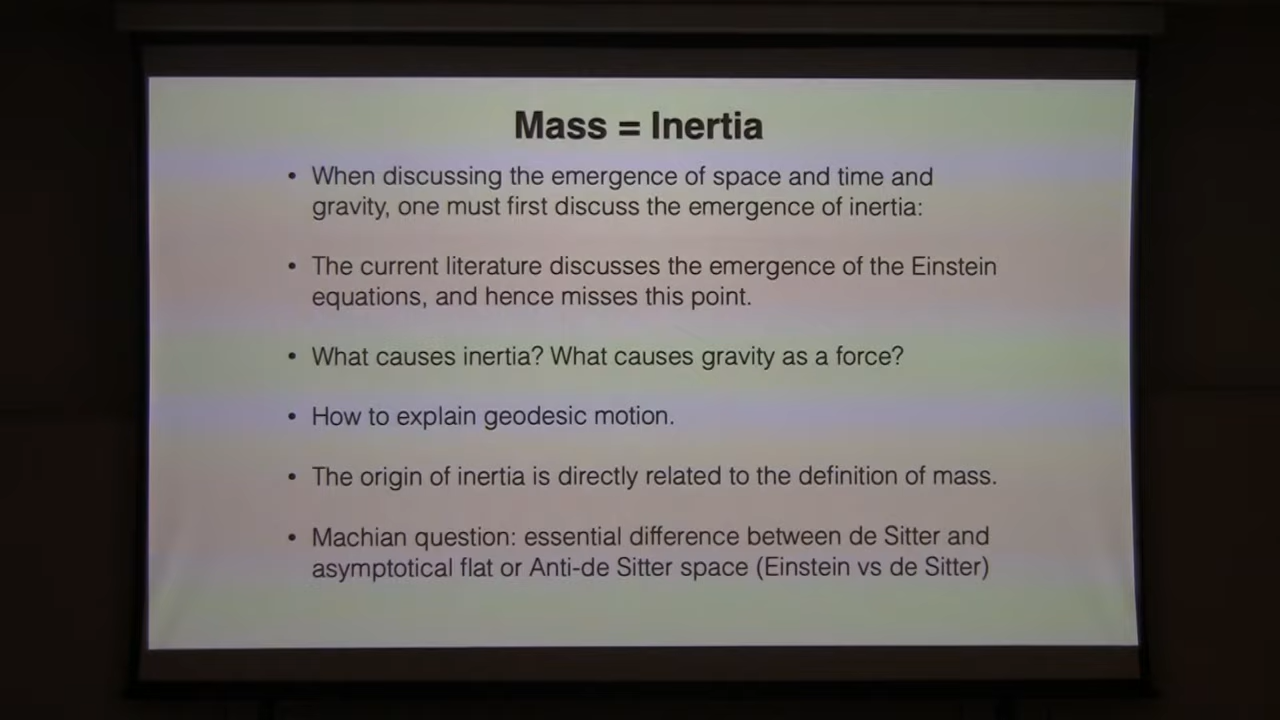 Mass = Inertia
• When discussing the emergence of space and time and
gravity, one must first discuss the emergence of inertia:
• The current literature discusses the emergence of the Einstein
equations, and hence misses this point.
• What causes inertia? What causes gravity as a force?
• How to explain geodesic motion.
• The origin of inertia is directly related to the definition of mass.
• Machian question: essential difference between de Sitter and
asymptotical flat or Anti-de Sitter space (Einstein vs de Sitter)